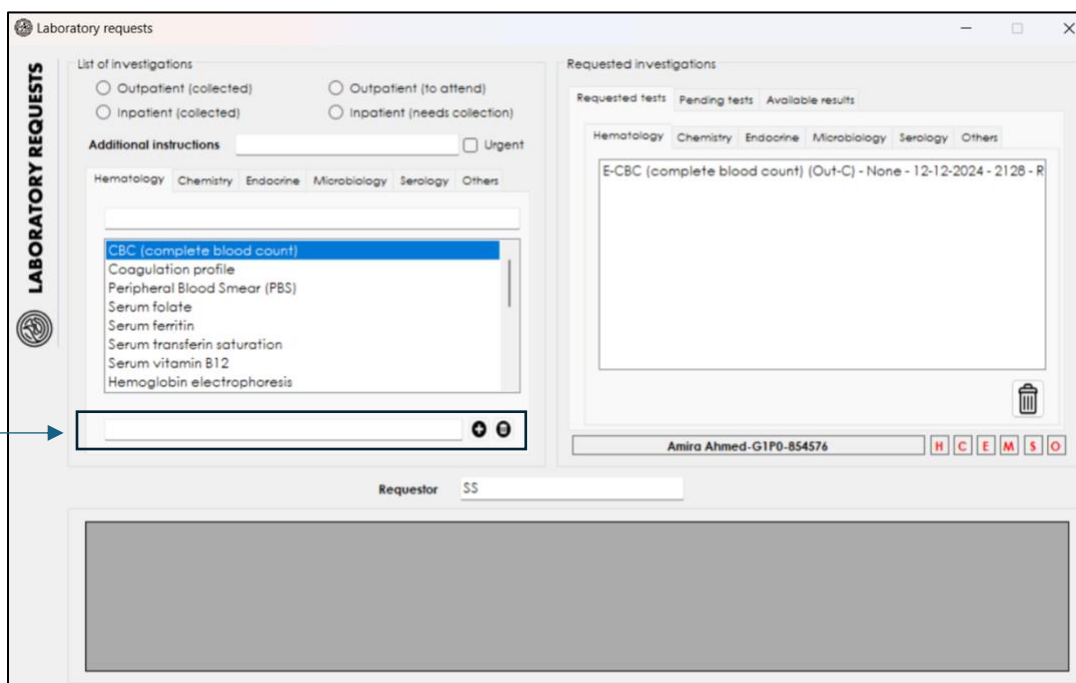 Laboratory requests
LABORATORY REQUESTS
List of investigations
Outpatient (collected)
Outpatient (to attend)
Inpatient (collected)
Inpatient (needs collection)
Additional instructions
Urgent
Hematology Chemistry Endocrine Microbiology Serology Others
CBC (complete blood count)
Coagulation profile
Peripheral Blood Smear (PBS)
Serum folate
Serum ferritin
Serum transferin saturation
Serum vitamin B12
Hemoglobin electrophoresis
Requested investigations
Requested tests Pending tests Available results
Hematology Chemistry Endocrine Microbiology Serology Others
E-CBC (complete blood count) (Out-C) - None - 12-12-2024 - 2128 - R
Amira Ahmed-G1P0-854576
H C E M S O
Requestor SS